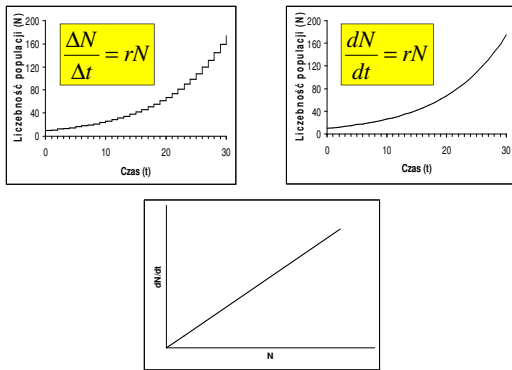 Liczebność populacji (N)
200
160
120
80
40
0
ΔN/Δt = rN
0 10 20 30
Czas (t)
Liczebność populacji (N)
200
160
120
80
40
0
dN/dt = rN
0 10 20 30
Czas (t)
dN/dt
N